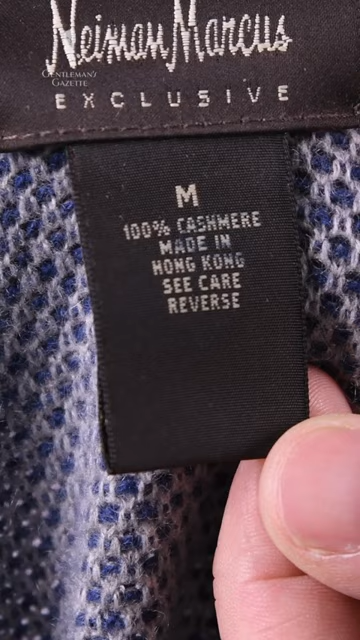 Neiman Marcus
GENTLEMAN'S
GAZETTE
EXCLUSIVE
M
100% CASHMERE
MADE IN
HONG KONG
SEE CARE
REVERSE